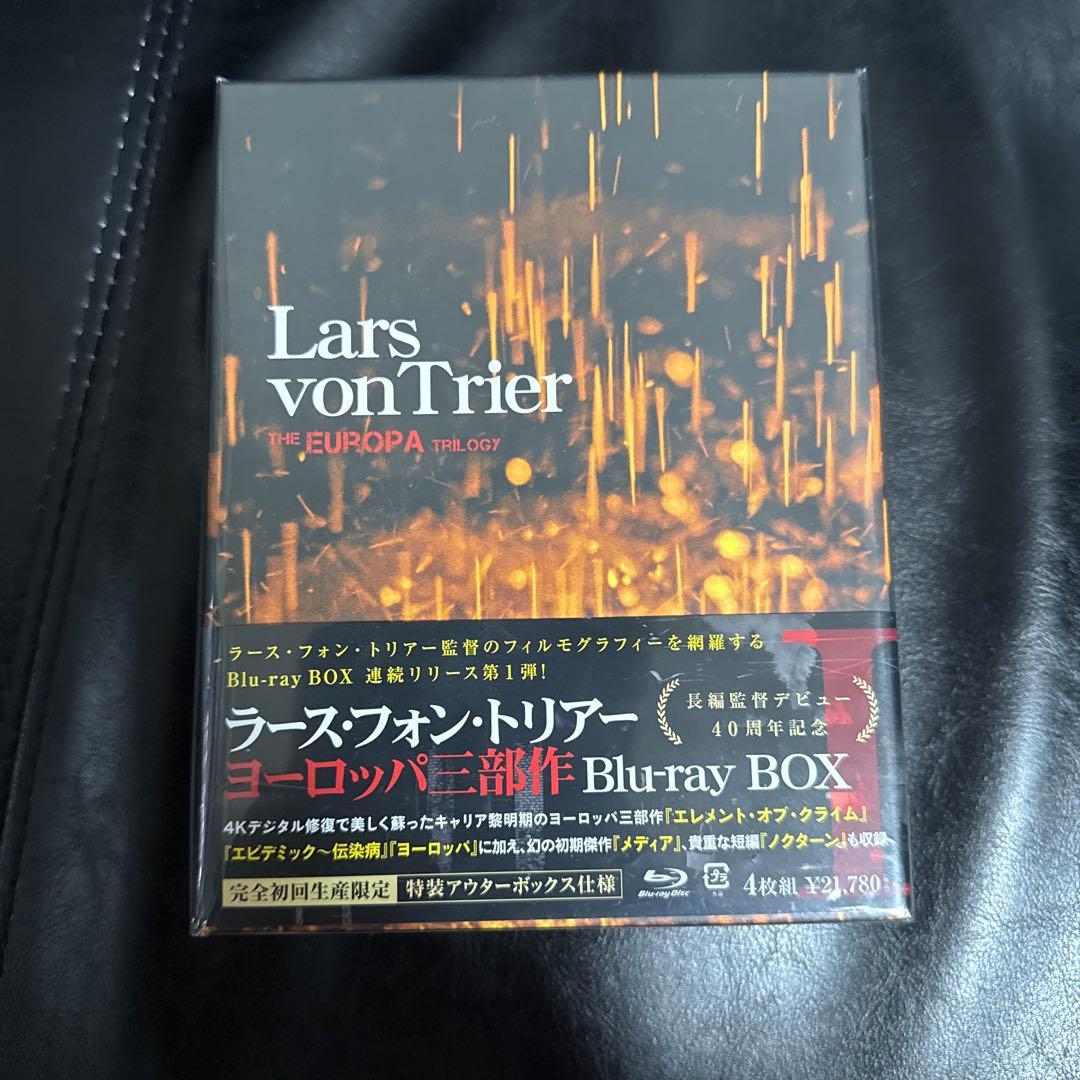 Lars
vonTrier
THE EUROPA TRILOGY
ラース・フォン・トリアー監督のフィルモグラフィーを網羅する
Blu-ray BOX 連続リリース第1弾!
長編監督デビュー
40周年記念
ラース・フォン・トリアー
ヨーロッパ三部作 Blu-ray BOX
4Kデジタル修復で美しく蘇ったキャリア黎明期のヨーロッパ三部作『エレメント・オブ・クライム』
『エピデミック～伝染病』『ヨーロッパ』に加え、幻の初期傑作『メディア』、貴重な短編『ノクターン』も収録
完全初回生産限定 特装アウターボックス仕様 Blu-ray Disc 4枚組 ¥21,780